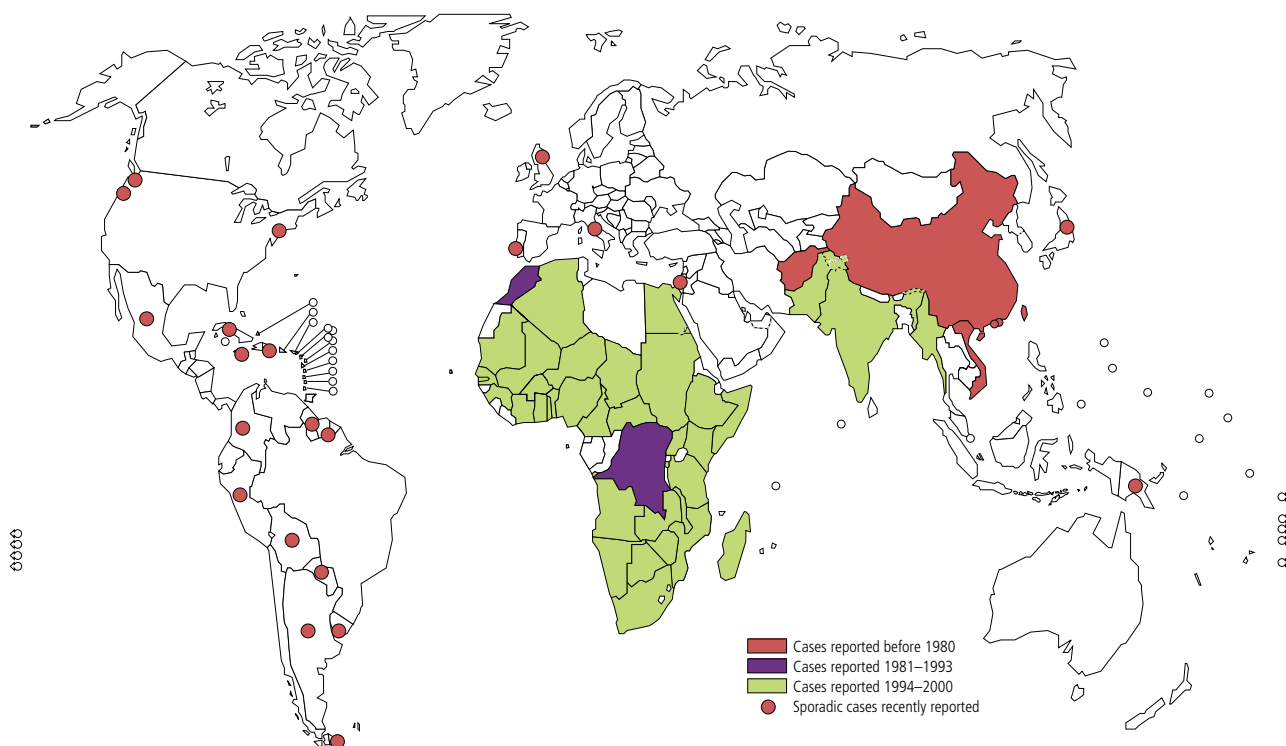 Cases reported before 1980
Cases reported 1981–1993
Cases reported 1994–2000
Sporadic cases recently reported